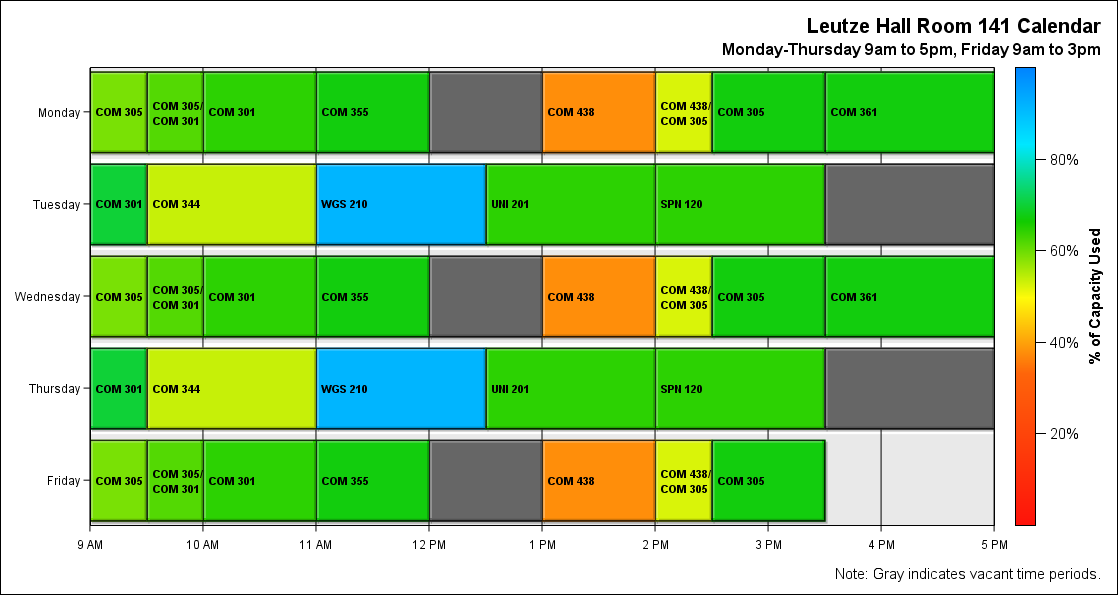 Leutze Hall Room 141 Calendar
Monday-Thursday 9am to 5pm, Friday 9am to 3pm
Monday
COM 305
COM 305/
COM 301
COM 301
COM 355
COM 438
COM 438/
COM 305
COM 305
COM 361
Tuesday
COM 301
COM 344
WGS 210
UNI 201
SPN 120
Wednesday
COM 305
COM 305/
COM 301
COM 301
COM 355
COM 438
COM 438/
COM 305
COM 305
COM 361
Thursday
COM 301
COM 344
WGS 210
UNI 201
SPN 120
Friday
COM 305
COM 305/
COM 301
COM 301
COM 355
COM 438
COM 438/
COM 305
COM 305
9 AM
10 AM
11 AM
12 PM
1 PM
2 PM
3 PM
4 PM
5 PM
80%
60%
40%
20%
% of Capacity Used
Note: Gray indicates vacant time periods.